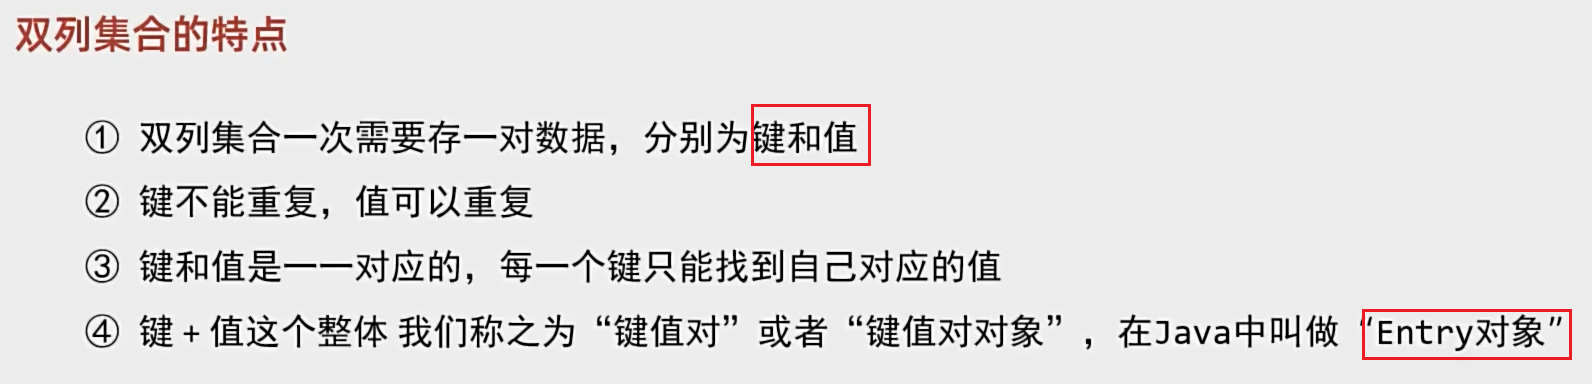 双列集合的特点
① 双列集合一次需要存一对数据，分别为键和值
② 键不能重复，值可以重复
③ 键和值是一一对应的，每一个键只能找到自己对应的值
④ 键 + 值这个整体 我们称之为“键值对”或者“键值对对象”，在Java中叫做“Entry对象”